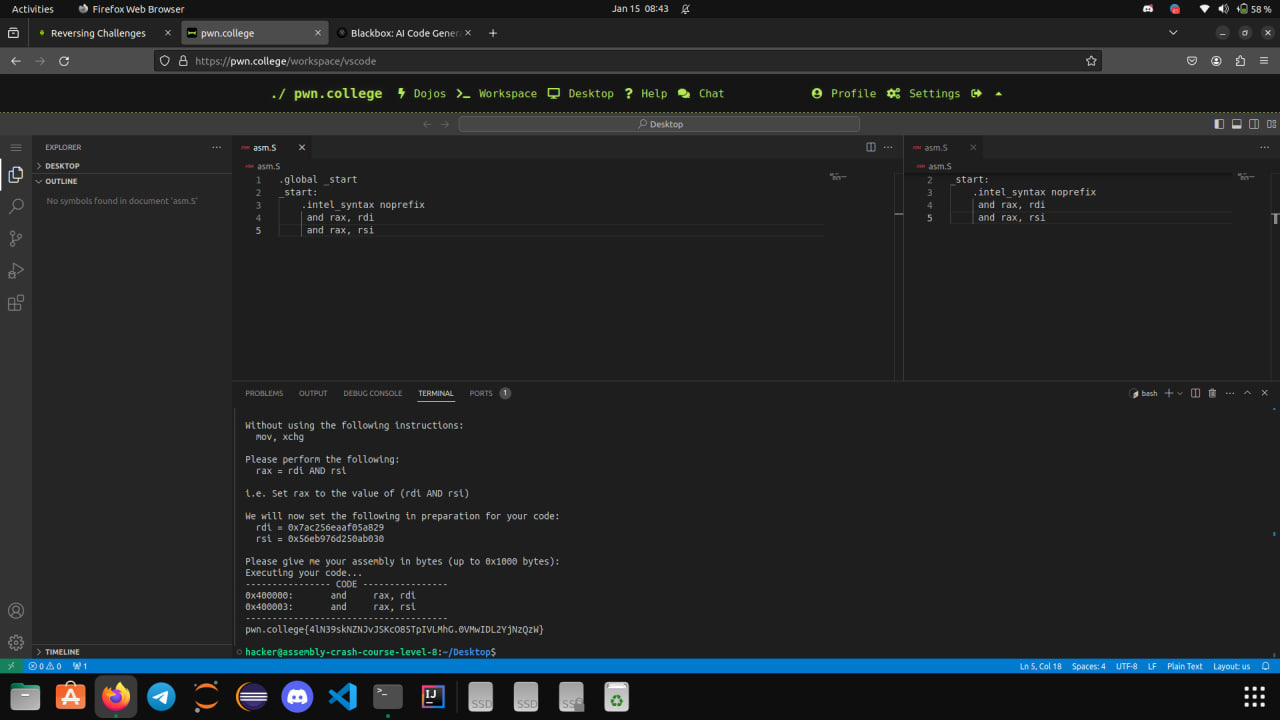 Activities
Firefox Web Browser
Jan 15 08:43
58 %
Reversing Challenges
pwn.college
Blackbox: AI Code Gener
https://pwn.college/workspace/vscode
./ pwn.college
Dojos
Workspace
Desktop
Help
Chat
Profile
Settings
Desktop
EXPLORER
DESKTOP
OUTLINE
No symbols found in document 'asm.S'
asm.S
asm.S
1 .global _start
2 _start:
3 .intel_syntax noprefix
4 and rax, rdi
5 and rax, rsi
asm.S
asm.S
2 _start:
3 .intel_syntax noprefix
4 and rax, rdi
5 and rax, rsi
PROBLEMS OUTPUT DEBUG CONSOLE TERMINAL PORTS 1
bash
Without using the following instructions:
mov, xchg
Please perform the following:
rax = rdi AND rsi
i.e. Set rax to the value of (rdi AND rsi)
We will now set the following in preparation for your code:
rdi = 0x7ac256eaaf05a829
rsi = 0x56eb976d250ab030
Please give me your assembly in bytes (up to 0x1000 bytes):
Executing your code...
---------------- CODE ----------------
0x400000: and rax, rdi
0x400003: and rax, rsi
--------------------------------------
pwn.college{4lN39skNZNJvJSKcO85TpIVLMhG.0VMwIDL2YjNzQzW}
hacker@assembly-crash-course-level-8:~/Desktop$
TIMELINE
0 0 1
Ln 5, Col 18 Spaces: 4 UTF-8 LF Plain Text Layout: us
SSD SSD